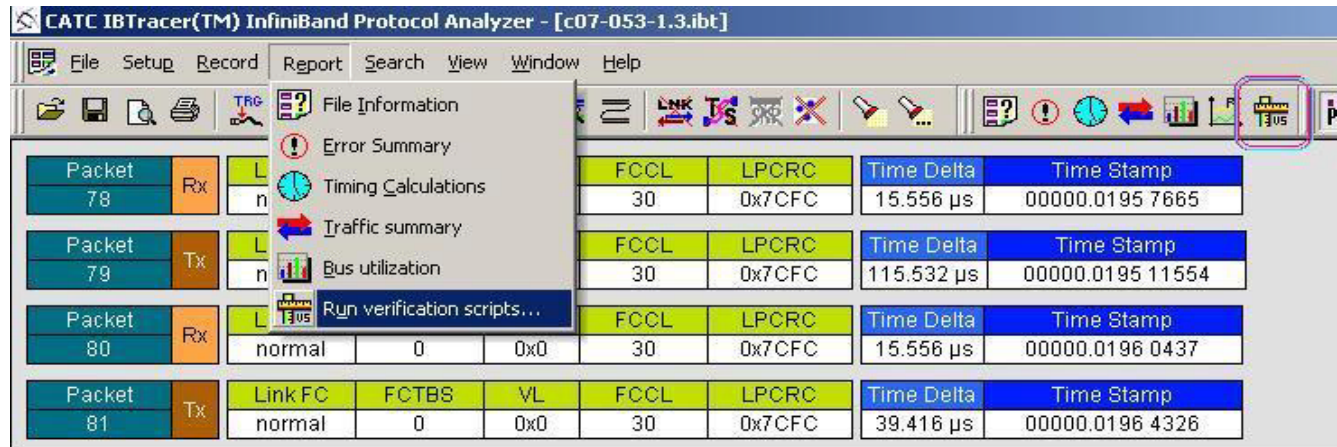 CATC IBTracer(TM) InfiniBand Protocol Analyzer - [c07-053-1.3.ibt]
File Setup Record Report Search View Window Help
TRG LNK
File Information
Error Summary
Timing Calculations
Traffic summary
Bus utilization
Run verification scripts...
Packet Rx L FCCL LPCRC Time Delta Time Stamp
78 n 30 0x7CFC 15.556 µs 00000.0195 7665
Packet Tx L FCCL LPCRC Time Delta Time Stamp
79 n 30 0x7CFC 115.532 µs 00000.0195 11554
Packet Rx L FCCL LPCRC Time Delta Time Stamp
80 normal 0 0x0 30 0x7CFC 15.556 µs 00000.0196 0437
Packet Tx Link FC FCTBS VL FCCL LPCRC Time Delta Time Stamp
81 normal 0 0x0 30 0x7CFC 39.416 µs 00000.0196 4326